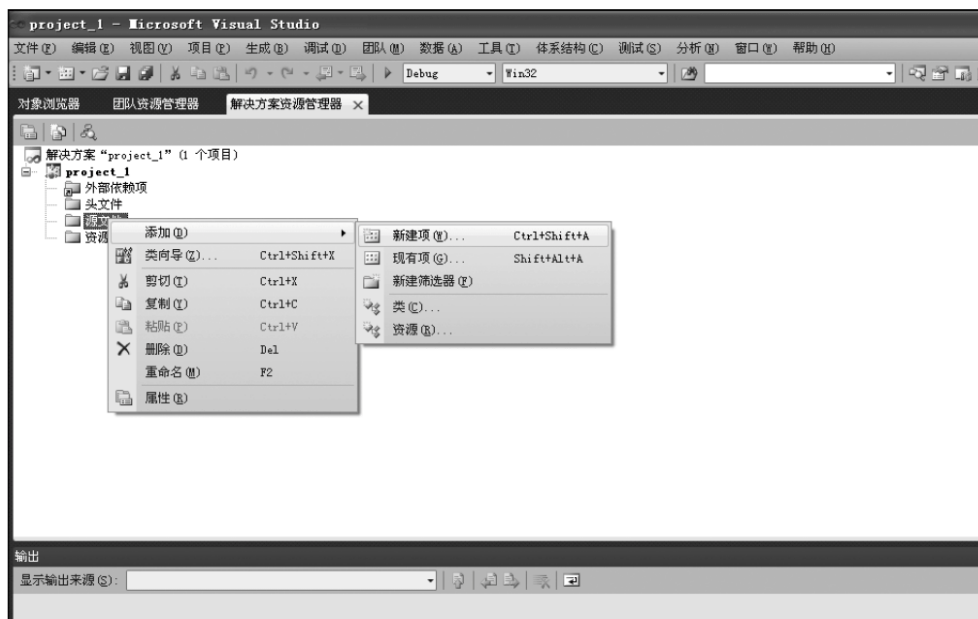 project_1 - Microsoft Visual Studio
文件(F) 编辑(E) 视图(V) 项目(P) 生成(B) 调试(D) 团队(M) 数据(A) 工具(T) 体系结构(C) 测试(S) 分析(N) 窗口(W) 帮助(H)
Debug Win32
对象浏览器 团队资源管理器 解决方案资源管理器
解决方案“project_1”(1 个项目)
project_1
外部依赖项
头文件
源文件
资源
添加(D)
类向导(Z)... Ctrl+Shift+X
剪切(T) Ctrl+X
复制(Y) Ctrl+C
粘贴(P) Ctrl+V
删除(D) Del
重命名(M) F2
属性(R)
新建项(W)... Ctrl+Shift+A
现有项(G)... Shift+Alt+A
新建筛选器(F)
类(C)...
资源(R)...
输出
显示输出来源(S):